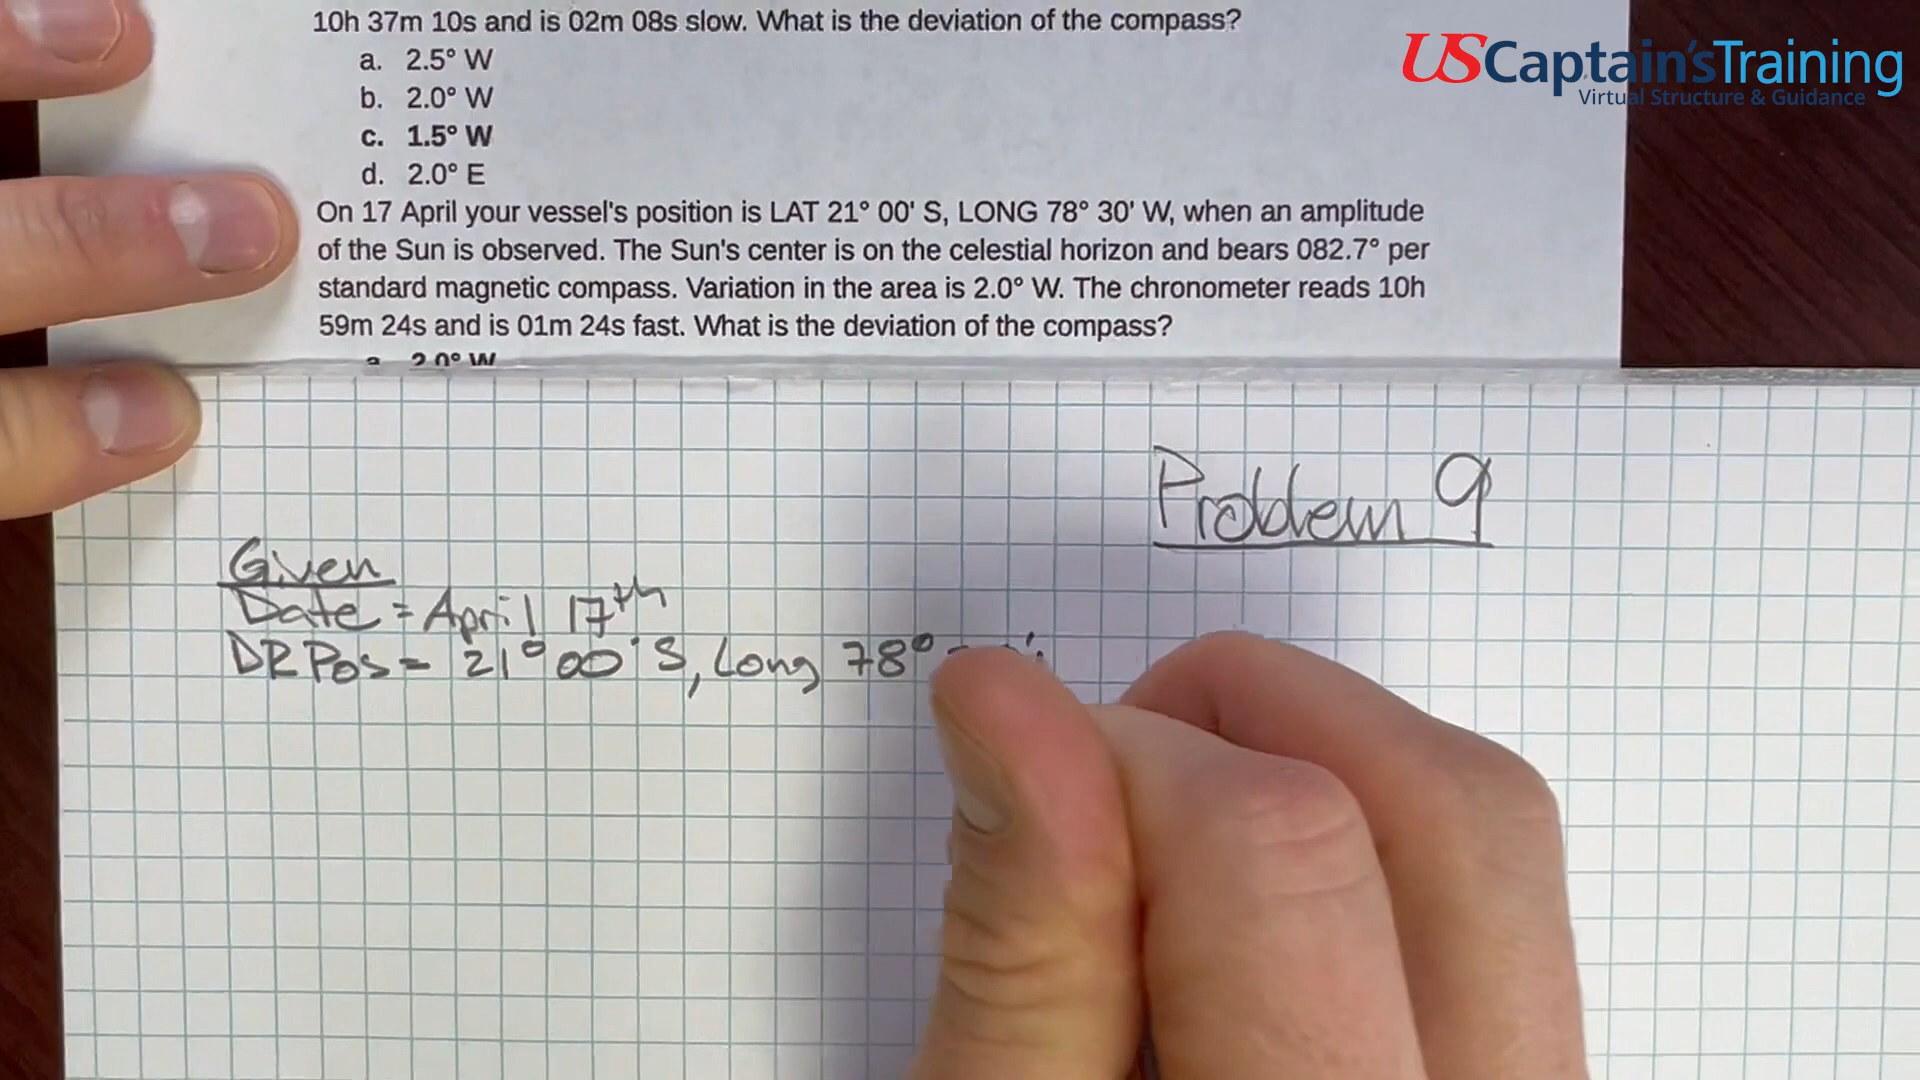 10h 37m 10s and is 02m 08s slow. What is the deviation of the compass?
a. 2.5° W
b. 2.0° W
c. 1.5° W
d. 2.0° E
On 17 April your vessel's position is LAT 21° 00' S, LONG 78° 30' W, when an amplitude
of the Sun is observed. The Sun's center is on the celestial horizon and bears 082.7° per
standard magnetic compass. Variation in the area is 2.0° W. The chronometer reads 10h
59m 24s and is 01m 24s fast. What is the deviation of the compass?
a. 2.0° W
USCaptain'sTraining
Virtual Structure & Guidance
Problem 9
Given
Date = April 17th
DR Pos = 21° 00' S, Long 78°